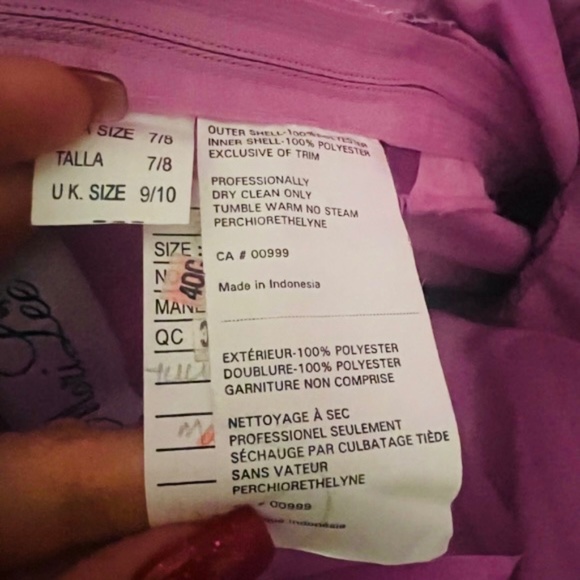 SIZE 7/8
TALLA 7/8
U.K. SIZE 9/10
SIZE :
QC
OUTER SHELL-100% POLYESTER
INNER SHELL-100% POLYESTER
EXCLUSIVE OF TRIM
PROFESSIONALLY
DRY CLEAN ONLY
TUMBLE WARM NO STEAM
PERCHIORETHELYNE
CA # 00999
Made in Indonesia
EXTÉRIEUR-100% POLYESTER
DOUBLURE-100% POLYESTER
GARNITURE NON COMPRISE
NETTOYAGE À SEC
PROFESSIONEL SEULEMENT
SÉCHAUGE PAR CULBATAGE TIÈDE
SANS VATEUR
PERCHIORETHELYNE
# 00999